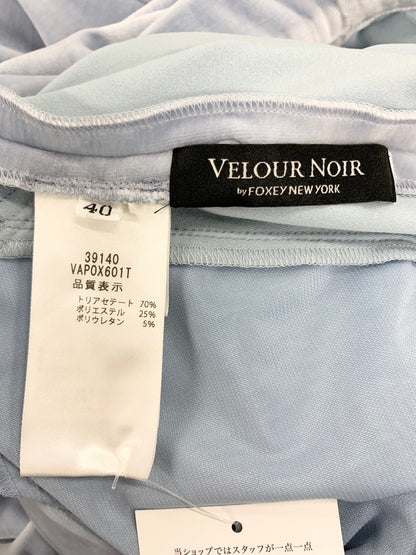 VELOUR NOIR
by FOXEY NEW YORK
40
39140
VAPOX601T
品質表示
トリアセテート 70%
ポリエステル 25%
ポリウレタン 5%
当ショップではスタッフが一点一点